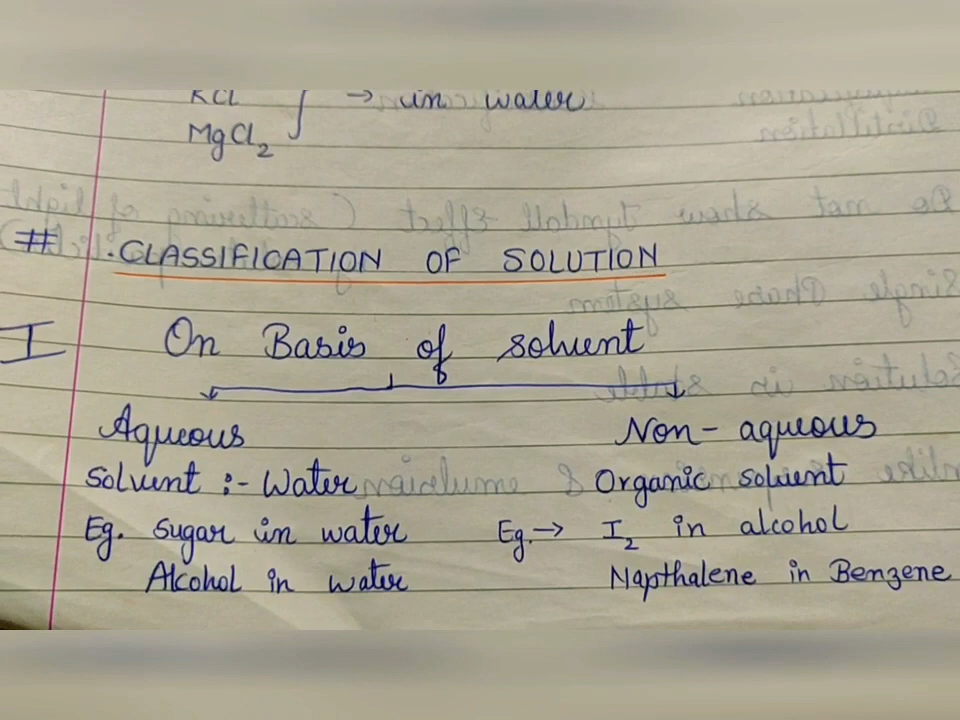 KCl
MgCl2 } → in water
# .CLASSIFICATION OF SOLUTION
I On Basis of solvent
Aqueous Non-aqueous
Solvent :- Water Organic solvent
Eg. Sugar in water Eg.→ I2 in alcohol
Alcohol in water Napthalene in Benzene